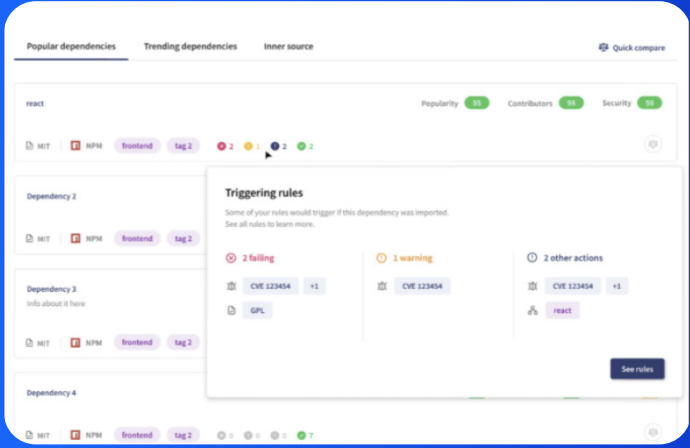 Popular dependencies Trending dependencies Inner source Quick compare
react Popularity 95 Contributors 98 Security 98
MIT NPM frontend tag 2 2 1 2 2
Dependency 2
MIT NPM frontend tag 2
Triggering rules
Some of your rules would trigger if this dependency was imported.
See all rules to learn more.
2 failing 1 warning 2 other actions
CVE 123454 +1 CVE 123454 CVE 123454 +1
GPL react
Dependency 3
Info about it here
MIT NPM frontend tag 2
See rules
Dependency 4
MIT NPM frontend tag 2 0 0 0 7